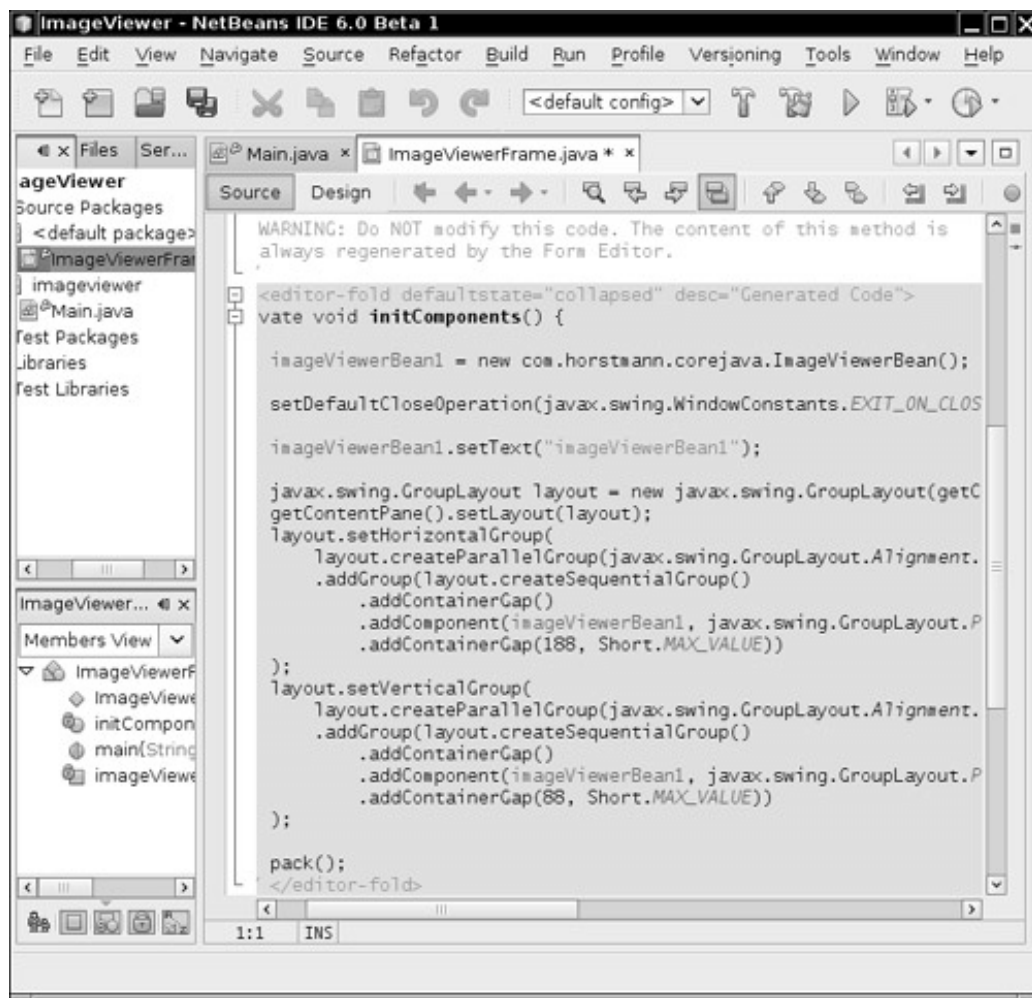 ImageViewer - NetBeans IDE 6.0 Beta 1
File Edit View Navigate Source Refactor Build Run Profile Versioning Tools Window Help
<default config>
Files Ser...
ageViewer
Source Packages
<default package>
ImageViewerFrar
imageviewer
Main.java
Test Packages
Libraries
Test Libraries
Main.java ImageViewerFrame.java *
Source Design
WARNING: Do NOT modify this code. The content of this method is
always regenerated by the Form Editor.
<editor-fold defaultstate="collapsed" desc="Generated Code">
vate void initComponents() {
imageViewerBean1 = new com.horstmann.corejava.ImageViewerBean();
setDefaultCloseOperation(javax.swing.WindowConstants.EXIT_ON_CLOS
imageViewerBean1.setText("imageViewerBean1");
javax.swing.GroupLayout layout = new javax.swing.GroupLayout(getC
getContentPane().setLayout(layout);
layout.setHorizontalGroup(
layout.createParallelGroup(javax.swing.GroupLayout.Alignment.
.addGroup(layout.createSequentialGroup()
.addContainerGap()
.addComponent(imageViewerBean1, javax.swing.GroupLayout.P
.addContainerGap(188, Short.MAX_VALUE))
);
layout.setVerticalGroup(
layout.createParallelGroup(javax.swing.GroupLayout.Alignment.
.addGroup(layout.createSequentialGroup()
.addContainerGap()
.addComponent(imageViewerBean1, javax.swing.GroupLayout.P
.addContainerGap(88, Short.MAX_VALUE))
);
pack();
</editor-fold>
ImageViewer...
Members View
ImageViewerF
ImageViewe
initCompon
main(String
imageViewe
1:1 INS